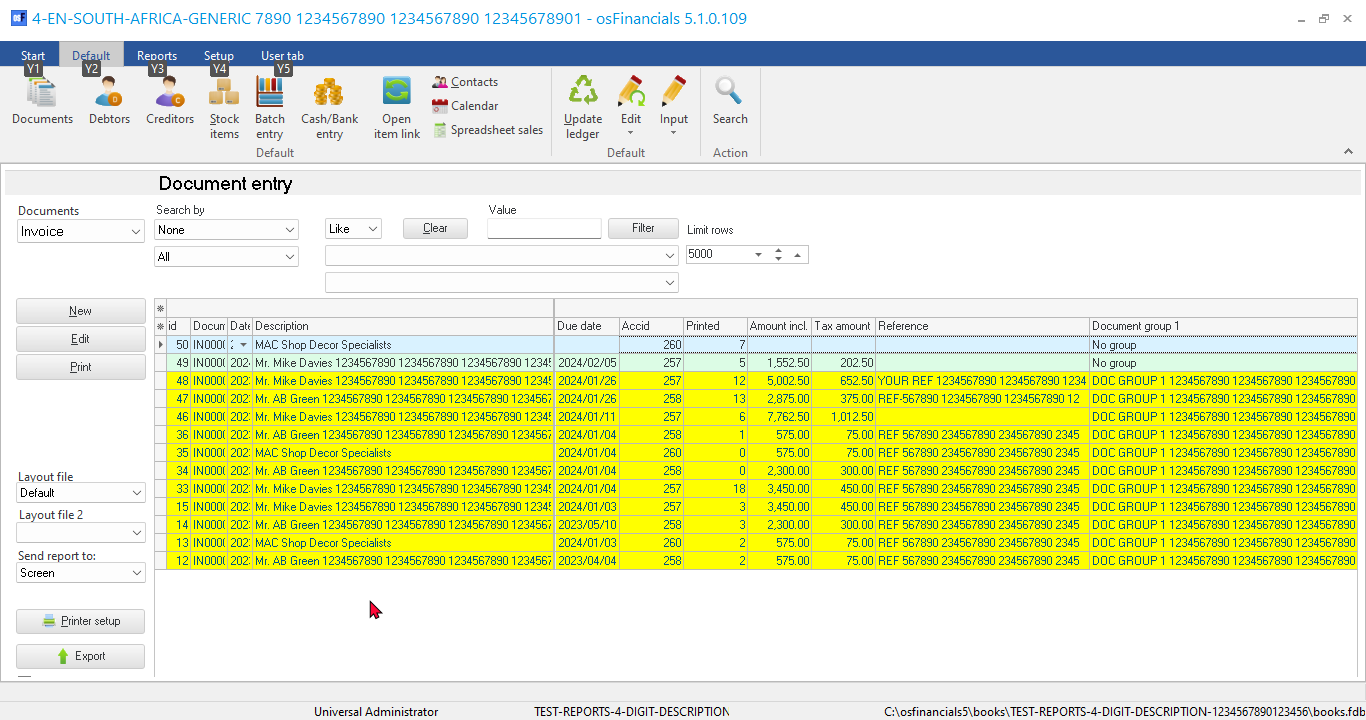 osF 4-EN-SOUTH-AFRICA-GENERIC 7890 1234567890 1234567890 12345678901 - osFinancials 5.1.0.109
Start Default Reports Setup User tab
Y1 Y2 Y3 Y4 Y5
Documents Debtors Creditors Stock items Batch entry Cash/Bank entry Open item link
Contacts
Calendar
Spreadsheet sales
Update ledger Edit Input Search
Default Default Action
Document entry
Documents Search by Value
Invoice None Like Clear Filter Limit rows
All 5000
New
Edit
Print
id Docum Date Description Due date Accid Printed Amount incl. Tax amount Reference Document group 1
50 IN000 2 MAC Shop Decor Specialists 260 7 No group
49 IN000 202 Mr. Mike Davies 1234567890 1234567890 1234567890 1234 2024/02/05 257 5 1,552.50 202.50 No group
48 IN000 202 Mr. Mike Davies 1234567890 1234567890 1234567890 1234 2024/01/26 257 12 5,002.50 652.50 YOUR REF 1234567890 1234567890 1234 DOC GROUP 1 1234567890 1234567890 1234567890
47 IN000 202 Mr. AB Green 1234567890 1234567890 1234567890 123456 2024/01/26 258 13 2,875.00 375.00 REF-567890 1234567890 1234567890 12 DOC GROUP 1 1234567890 1234567890 1234567890
46 IN000 202 Mr. Mike Davies 1234567890 1234567890 1234567890 1234 2024/01/11 257 6 7,762.50 1,012.50 DOC GROUP 1 1234567890 1234567890 1234567890
36 IN000 202 Mr. AB Green 1234567890 1234567890 1234567890 123456 2024/01/04 258 1 575.00 75.00 REF 567890 234567890 234567890 2345 DOC GROUP 1 1234567890 1234567890 1234567890
35 IN000 202 MAC Shop Decor Specialists 2024/01/04 260 0 575.00 75.00 REF 567890 234567890 234567890 2345 DOC GROUP 1 1234567890 1234567890 1234567890
34 IN000 202 Mr. AB Green 1234567890 1234567890 1234567890 123456 2024/01/04 258 0 2,300.00 300.00 REF 567890 234567890 234567890 2345 DOC GROUP 1 1234567890 1234567890 1234567890
33 IN000 202 Mr. Mike Davies 1234567890 1234567890 1234567890 1234 2024/01/04 257 18 3,450.00 450.00 REF 567890 234567890 234567890 2345 DOC GROUP 1 1234567890 1234567890 1234567890
15 IN000 202 Mr. Mike Davies 1234567890 1234567890 1234567890 1234 2024/01/03 257 3 3,450.00 450.00 REF 567890 234567890 234567890 2345 DOC GROUP 1 1234567890 1234567890 1234567890
14 IN000 202 Mr. AB Green 1234567890 1234567890 1234567890 123456 2023/05/10 258 3 2,300.00 300.00 REF 567890 234567890 234567890 2345 DOC GROUP 1 1234567890 1234567890 1234567890
13 IN000 202 MAC Shop Decor Specialists 2024/01/03 260 2 575.00 75.00 REF 567890 234567890 234567890 2345 DOC GROUP 1 1234567890 1234567890 1234567890
12 IN000 202 Mr. AB Green 1234567890 1234567890 1234567890 123456 2023/04/04 258 2 575.00 75.00 REF 567890 234567890 234567890 2345 DOC GROUP 1 1234567890 1234567890 1234567890
Layout file
Default
Layout file 2
Send report to:
Screen
Printer setup
Export
Universal Administrator TEST-REPORTS-4-DIGIT-DESCRIPTION C:\osfinancials5\books\TEST-REPORTS-4-DIGIT-DESCRIPTION-1234567890123456\books.fdb